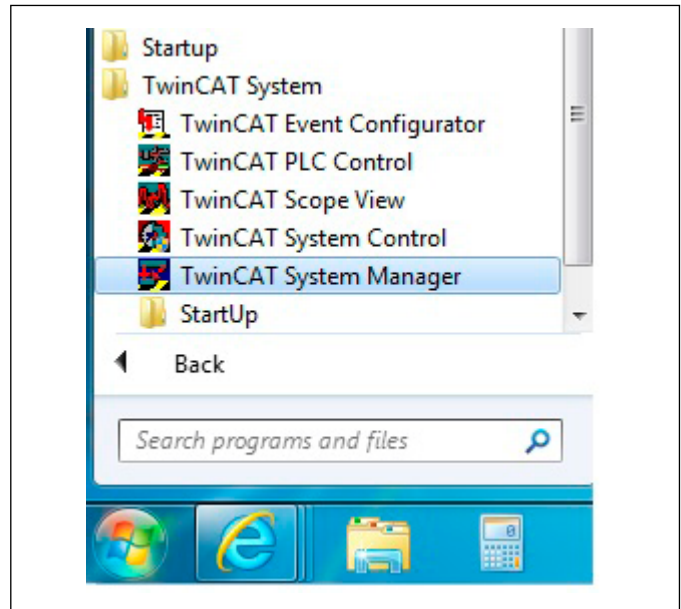 Startup
TwinCAT System
TwinCAT Event Configurator
TwinCAT PLC Control
TwinCAT Scope View
TwinCAT System Control
TwinCAT System Manager
StartUp
Back
Search programs and files
0